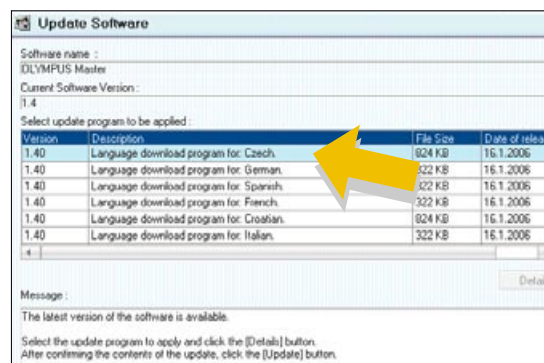 Update Software
Software name :
OLYMPUS Master
Current Software Version :
1.4
Select update program to be applied :
Version Description File Size Date of relea
1.40 Language download program for: Czech. 824 KB 16.1.2006
1.40 Language download program for: German. 322 KB 16.1.2006
1.40 Language download program for: Spanish. 322 KB 16.1.2006
1.40 Language download program for: French. 322 KB 16.1.2006
1.40 Language download program for: Croatian. 824 KB 16.1.2006
1.40 Language download program for: Italian. 322 KB 16.1.2006
Detai
Message :
The latest version of the software is available.
Select the update program to apply and click the [Details] button.
After confirming the contents of the update, click the [Update] button.